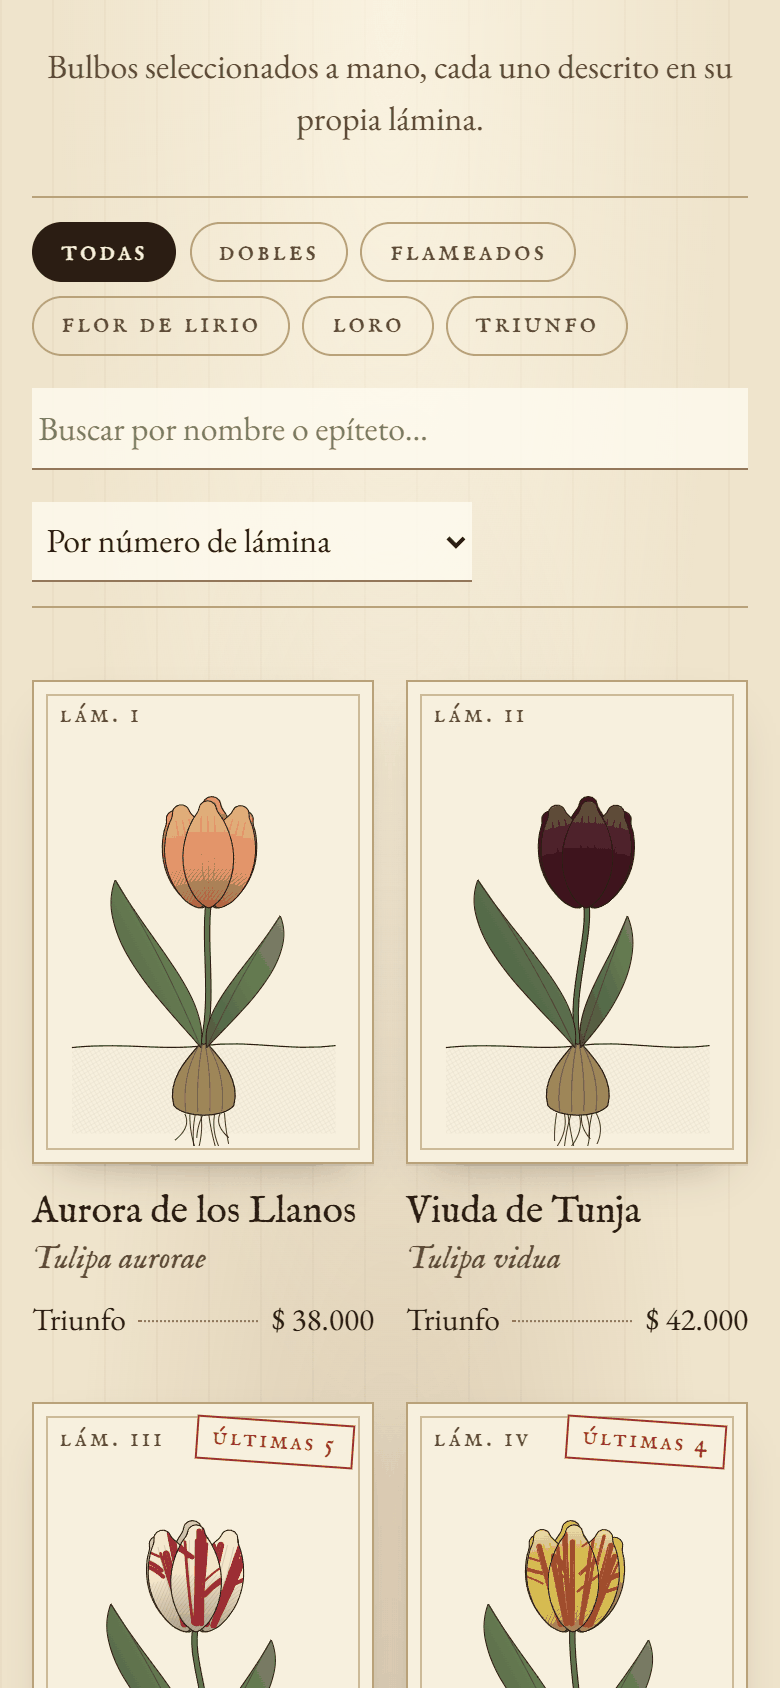 Bulbos seleccionados a mano, cada uno descrito en su
propia lámina.
TODAS
DOBLES
FLAMEADOS
FLOR DE LIRIO
LORO
TRIUNFO
Buscar por nombre o epíteto...
Por número de lámina
LÁM. I
LÁM. II
Aurora de los Llanos
Tulipa aurorae
Triunfo $ 38.000
Viuda de Tunja
Tulipa vidua
Triunfo $ 42.000
LÁM. III
ÚLTIMAS 5
LÁM. IV
ÚLTIMAS 4